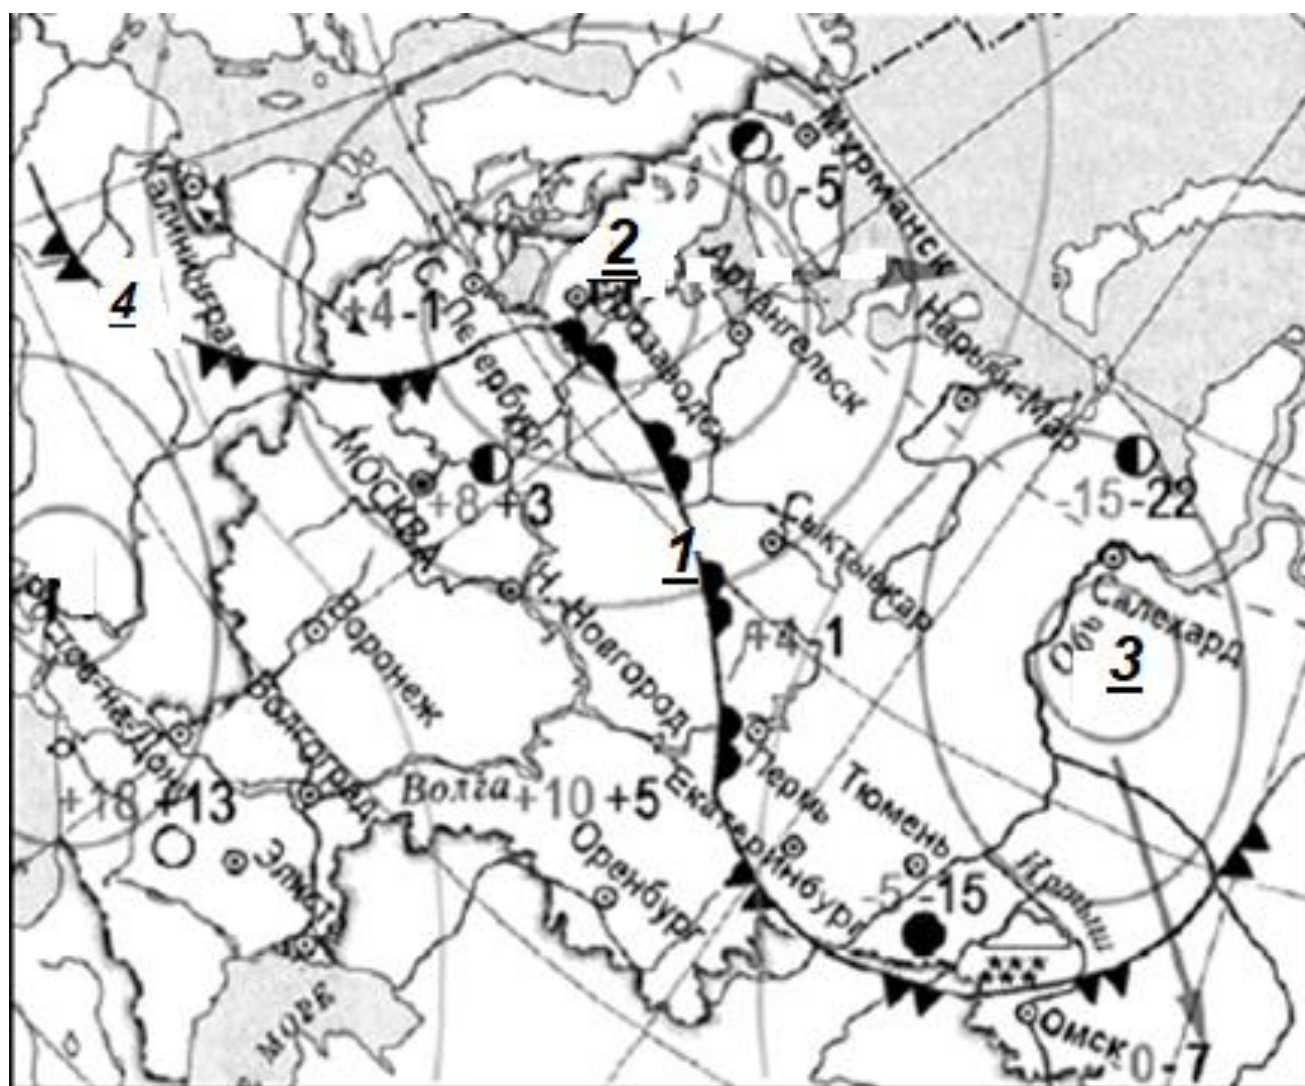 Мурманск
0-5
Калининград
2
4
+4-1
С. Петербург
Архангельск
Нарьян-Мар
МОСКВА
+8 +3
-15-22
1
Сыктывкар
Салехард
Обь
3
Воронеж
Н. Новгород
+4-1
Волгоград
Пермь
Тюмень
Волга
+10 +5
Екатеринбург
+13
Оренбург
Элиста
-5-15
Иртыш
МОРЕ
Омск
0-7